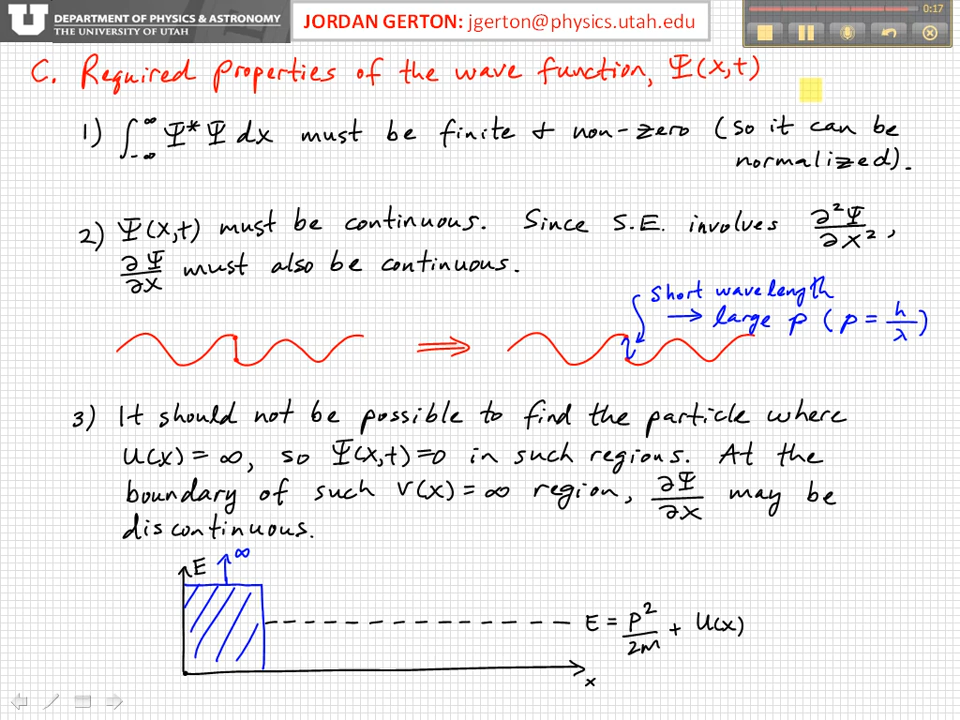 DEPARTMENT OF PHYSICS & ASTRONOMY
THE UNIVERSITY OF UTAH
JORDAN GERTON: jgerton@physics.utah.edu
0:17
C. Required properties of the wave function, Ψ(x,t)
1) ∫_{-∞}^{∞} Ψ* Ψ dx must be finite + non-zero (so it can be
normalized).
2) Ψ(x,t) must be continuous. Since S.E. involves ∂²Ψ/∂x²,
∂Ψ/∂x must also be continuous.
short wavelength
→ large p (p = h/λ)
⇒
3) It should not be possible to find the particle where
U(x) = ∞, so Ψ(x,t)=0 in such regions. At the
boundary of such V(x) = ∞ region, ∂Ψ/∂x may be
discontinuous.
E
∞
E = p²/2m + U(x)
x